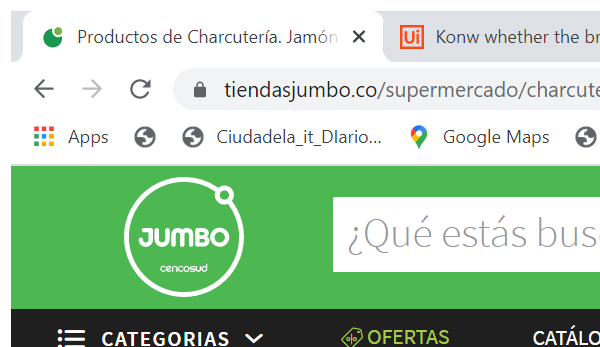 Productos de Charcutería. Jamón
Ui Konw whether the br
tiendasjumbo.co/supermercado/charcute
Apps Ciudadela_it_DIario... Google Maps
JUMBO
cencosud
¿Qué estás bus
CATEGORIAS OFERTAS CATÁLO